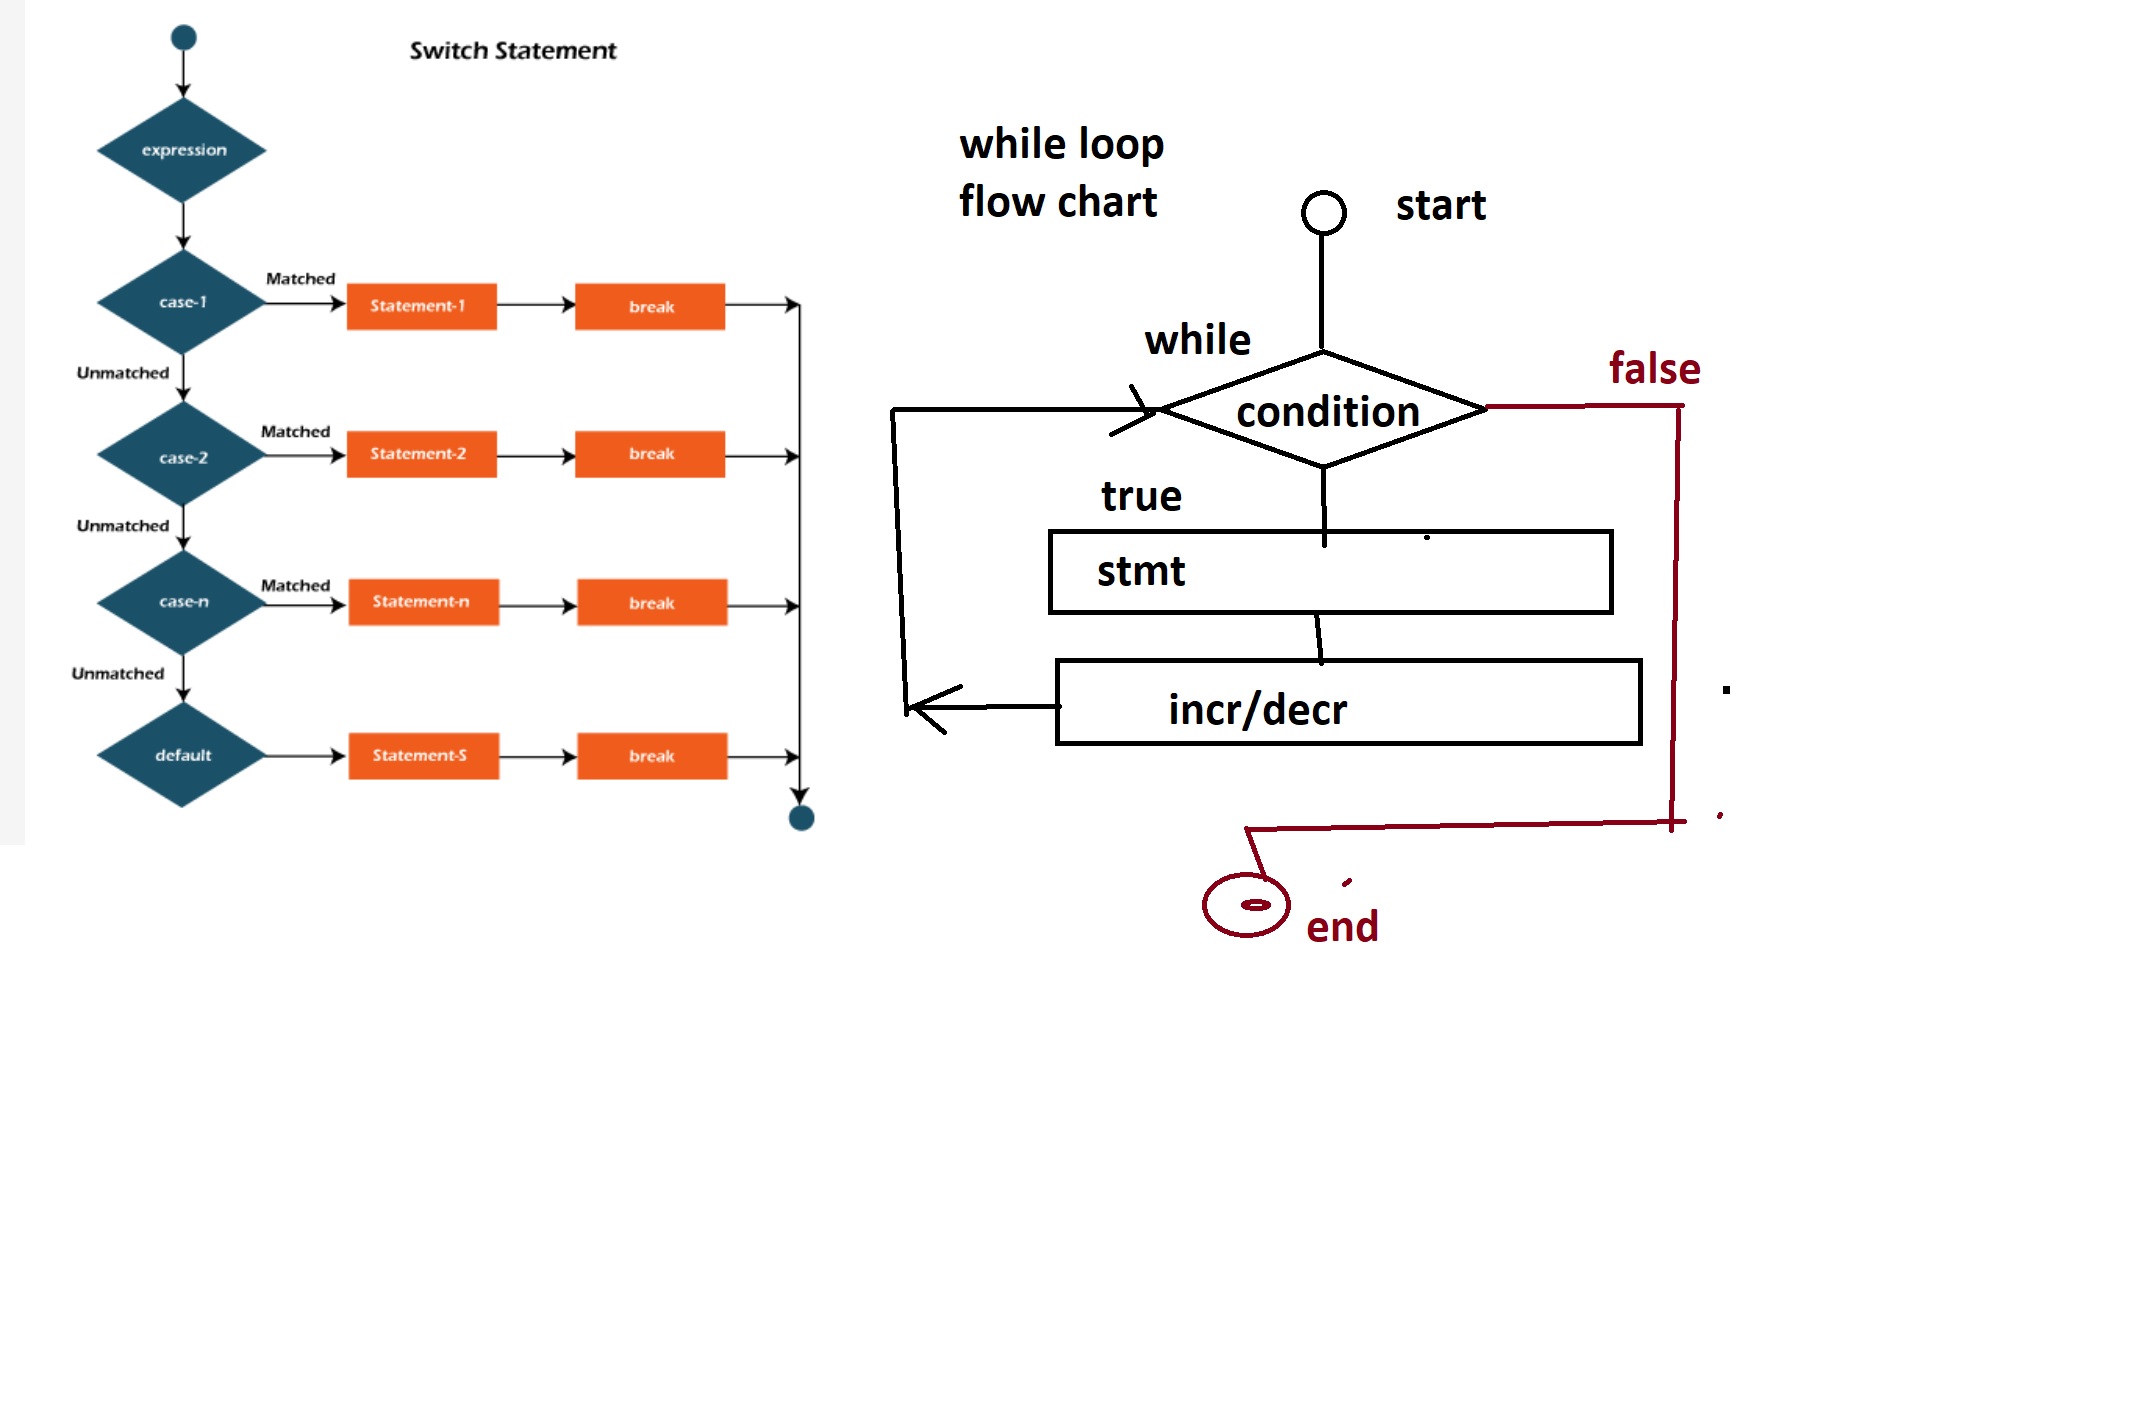 Switch Statement
expression
case-1
Matched
Statement-1
break
Unmatched
case-2
Matched
Statement-2
break
Unmatched
case-n
Matched
Statement-n
break
Unmatched
default
Statement-S
break
while loop
flow chart
start
while
condition
false
true
stmt
incr/decr
end